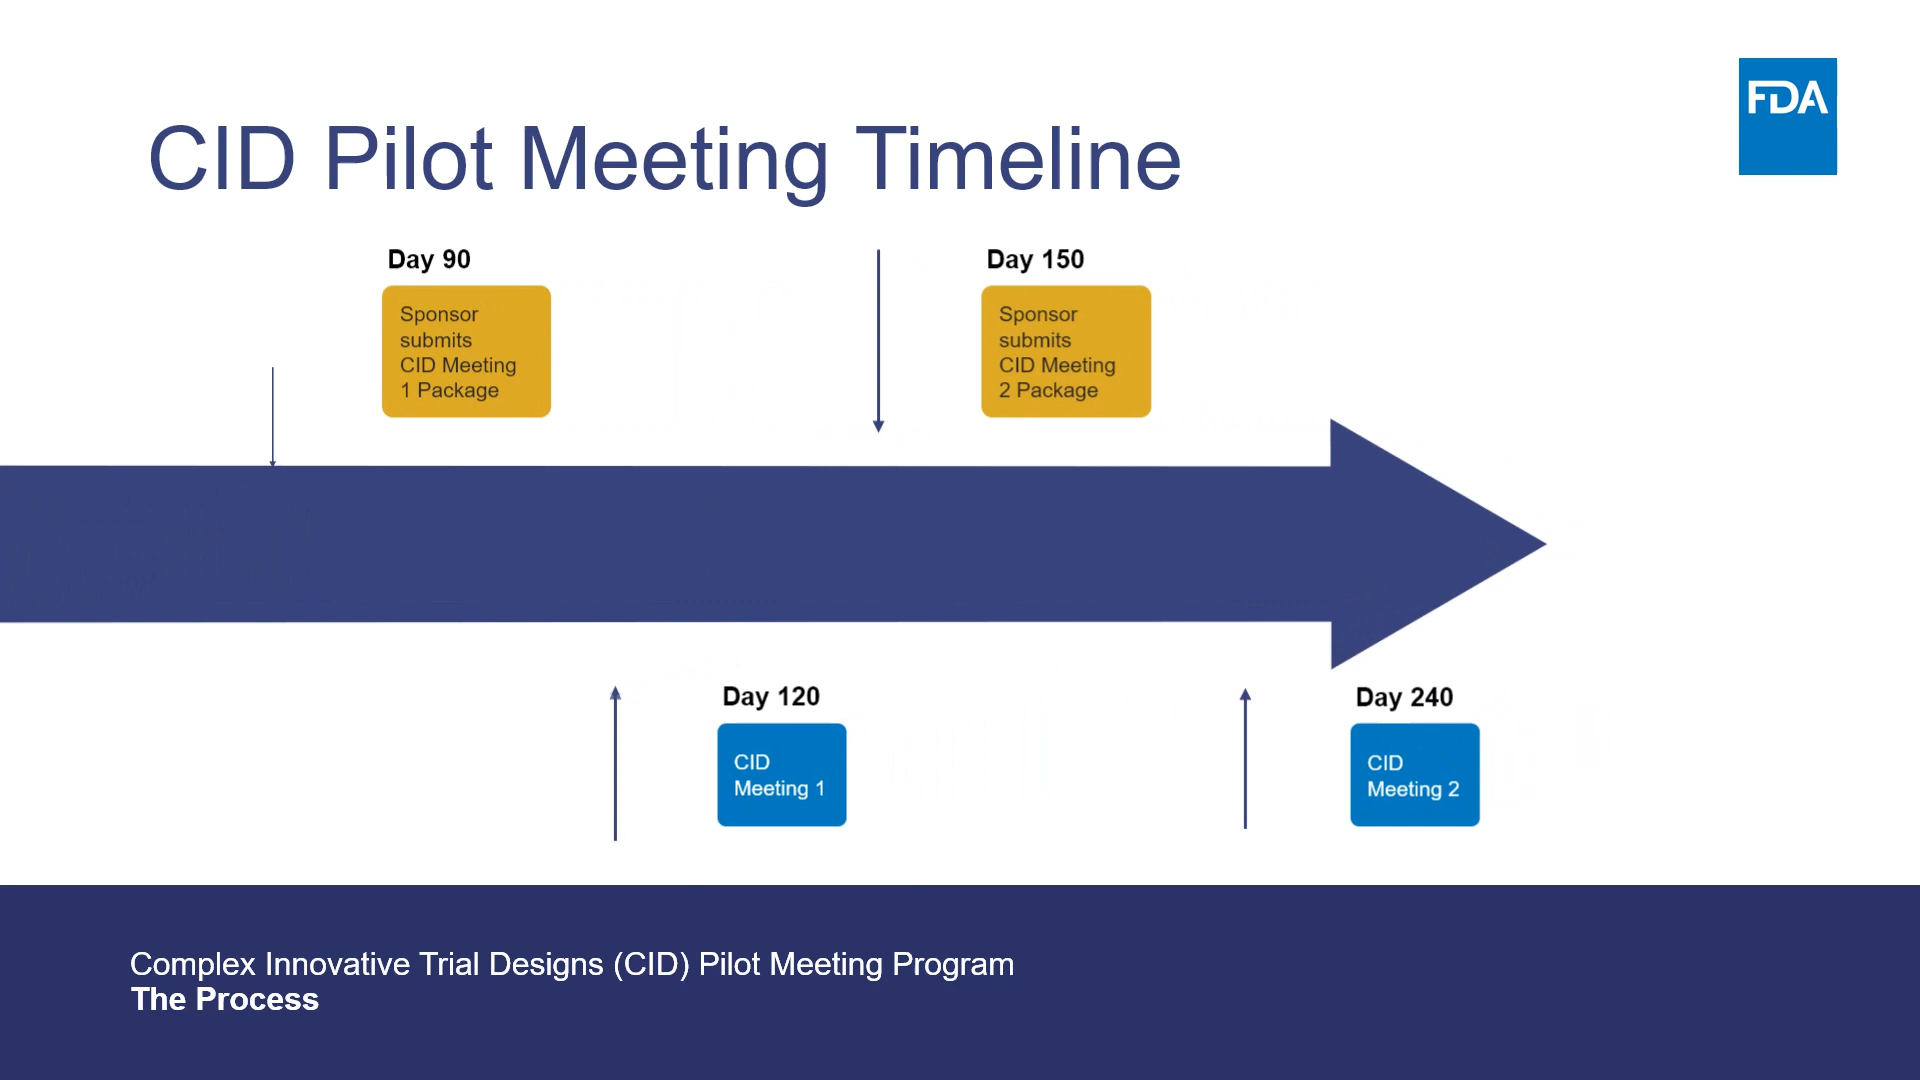 FDA
CID Pilot Meeting Timeline
Day 90
Sponsor
submits
CID Meeting
1 Package
Day 150
Sponsor
submits
CID Meeting
2 Package
Day 120
CID
Meeting 1
Day 240
CID
Meeting 2
Complex Innovative Trial Designs (CID) Pilot Meeting Program
The Process